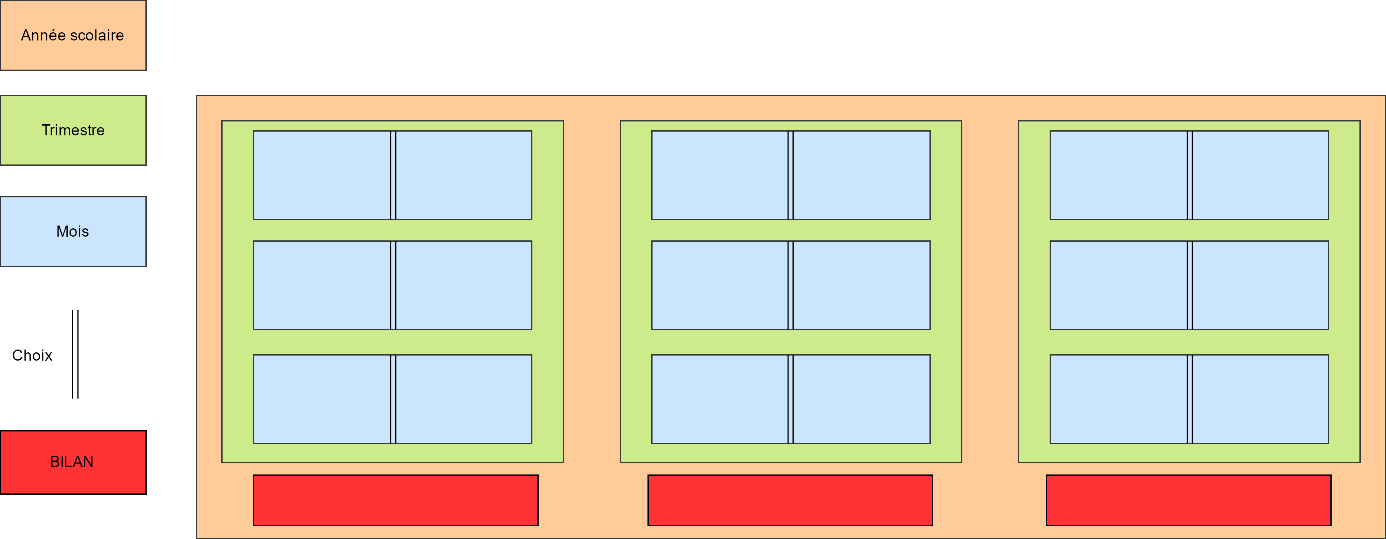 Année scolaire
Trimestre
Mois
Choix
BILAN